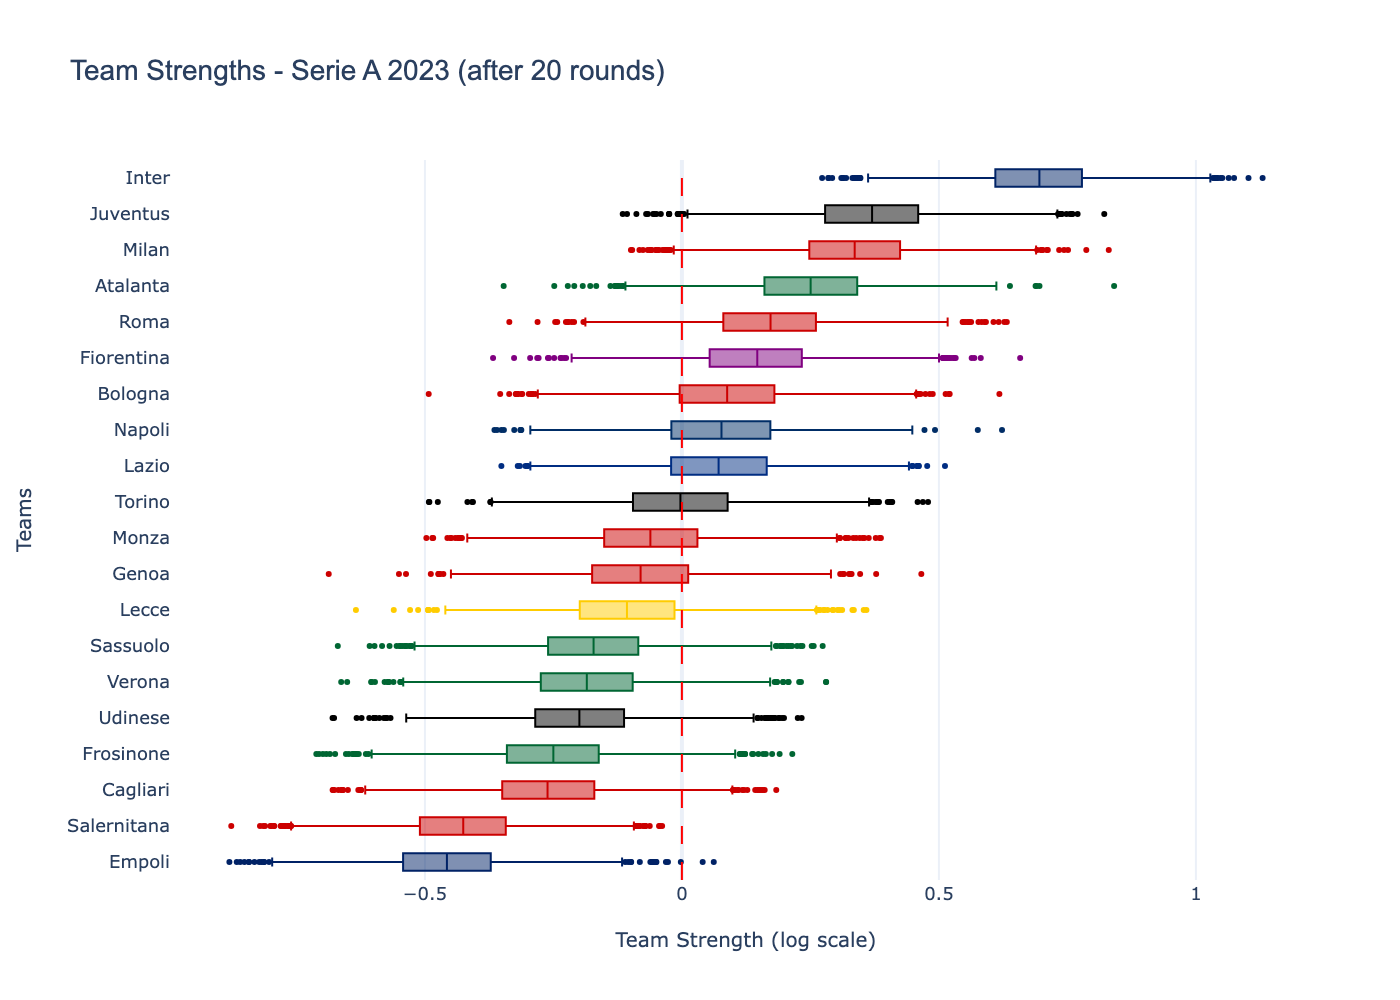 Team Strengths - Serie A 2023 (after 20 rounds)
Inter
Juventus
Milan
Atalanta
Roma
Fiorentina
Bologna
Napoli
Lazio
Torino
Monza
Genoa
Lecce
Sassuolo
Verona
Udinese
Frosinone
Cagliari
Salernitana
Empoli
Teams
−0.5 0 0.5 1
Team Strength (log scale)